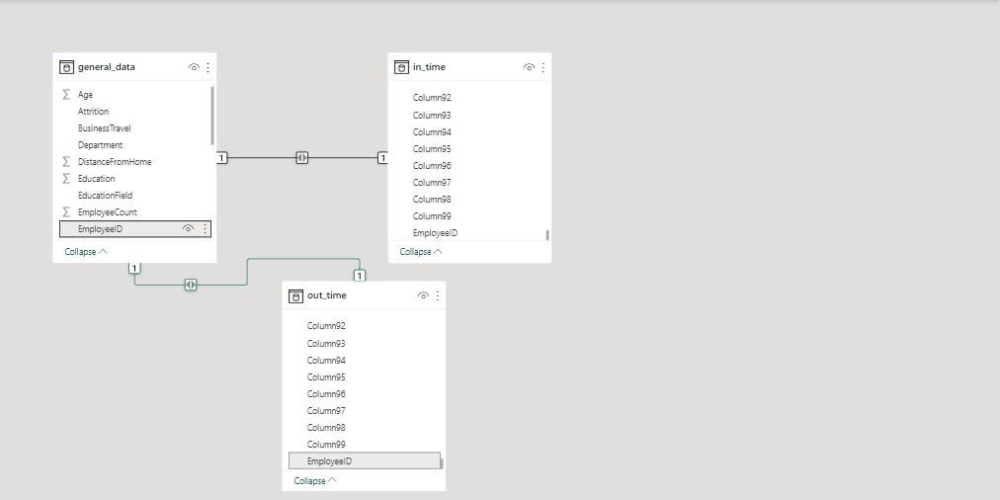 general_data
Age
Attrition
BusinessTravel
Department
DistanceFromHome
Education
EducationField
EmployeeCount
EmployeeID
Collapse
1
1
in_time
Column92
Column93
Column94
Column95
Column96
Column97
Column98
Column99
EmployeeID
Collapse
1
1
out_time
Column92
Column93
Column94
Column95
Column96
Column97
Column98
Column99
EmployeeID
Collapse